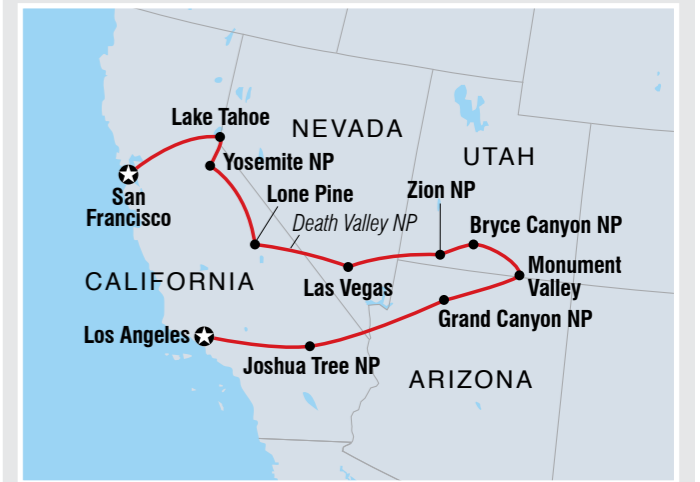 Lake Tahoe
NEVADA
Yosemite NP
UTAH
San
Francisco
Lone Pine
Zion NP
Death Valley NP
Bryce Canyon NP
CALIFORNIA
Las Vegas
Monument
Valley
Grand Canyon NP
Los Angeles
Joshua Tree NP
ARIZONA